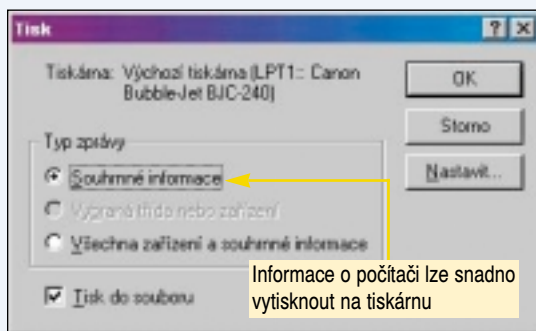 Tisk
Tiskárna: Výchozí tiskárna (LPT1:: Canon
Bubble-Jet BJC-240)
OK
Storno
Nastavit...
Typ zprávy
Souhrnné informace
Vybraná třída nebo zařízení
Všechna zařízení a souhrnné informace
Informace o počítači lze snadno
vytisknout na tiskárnu
Tisk do souboru